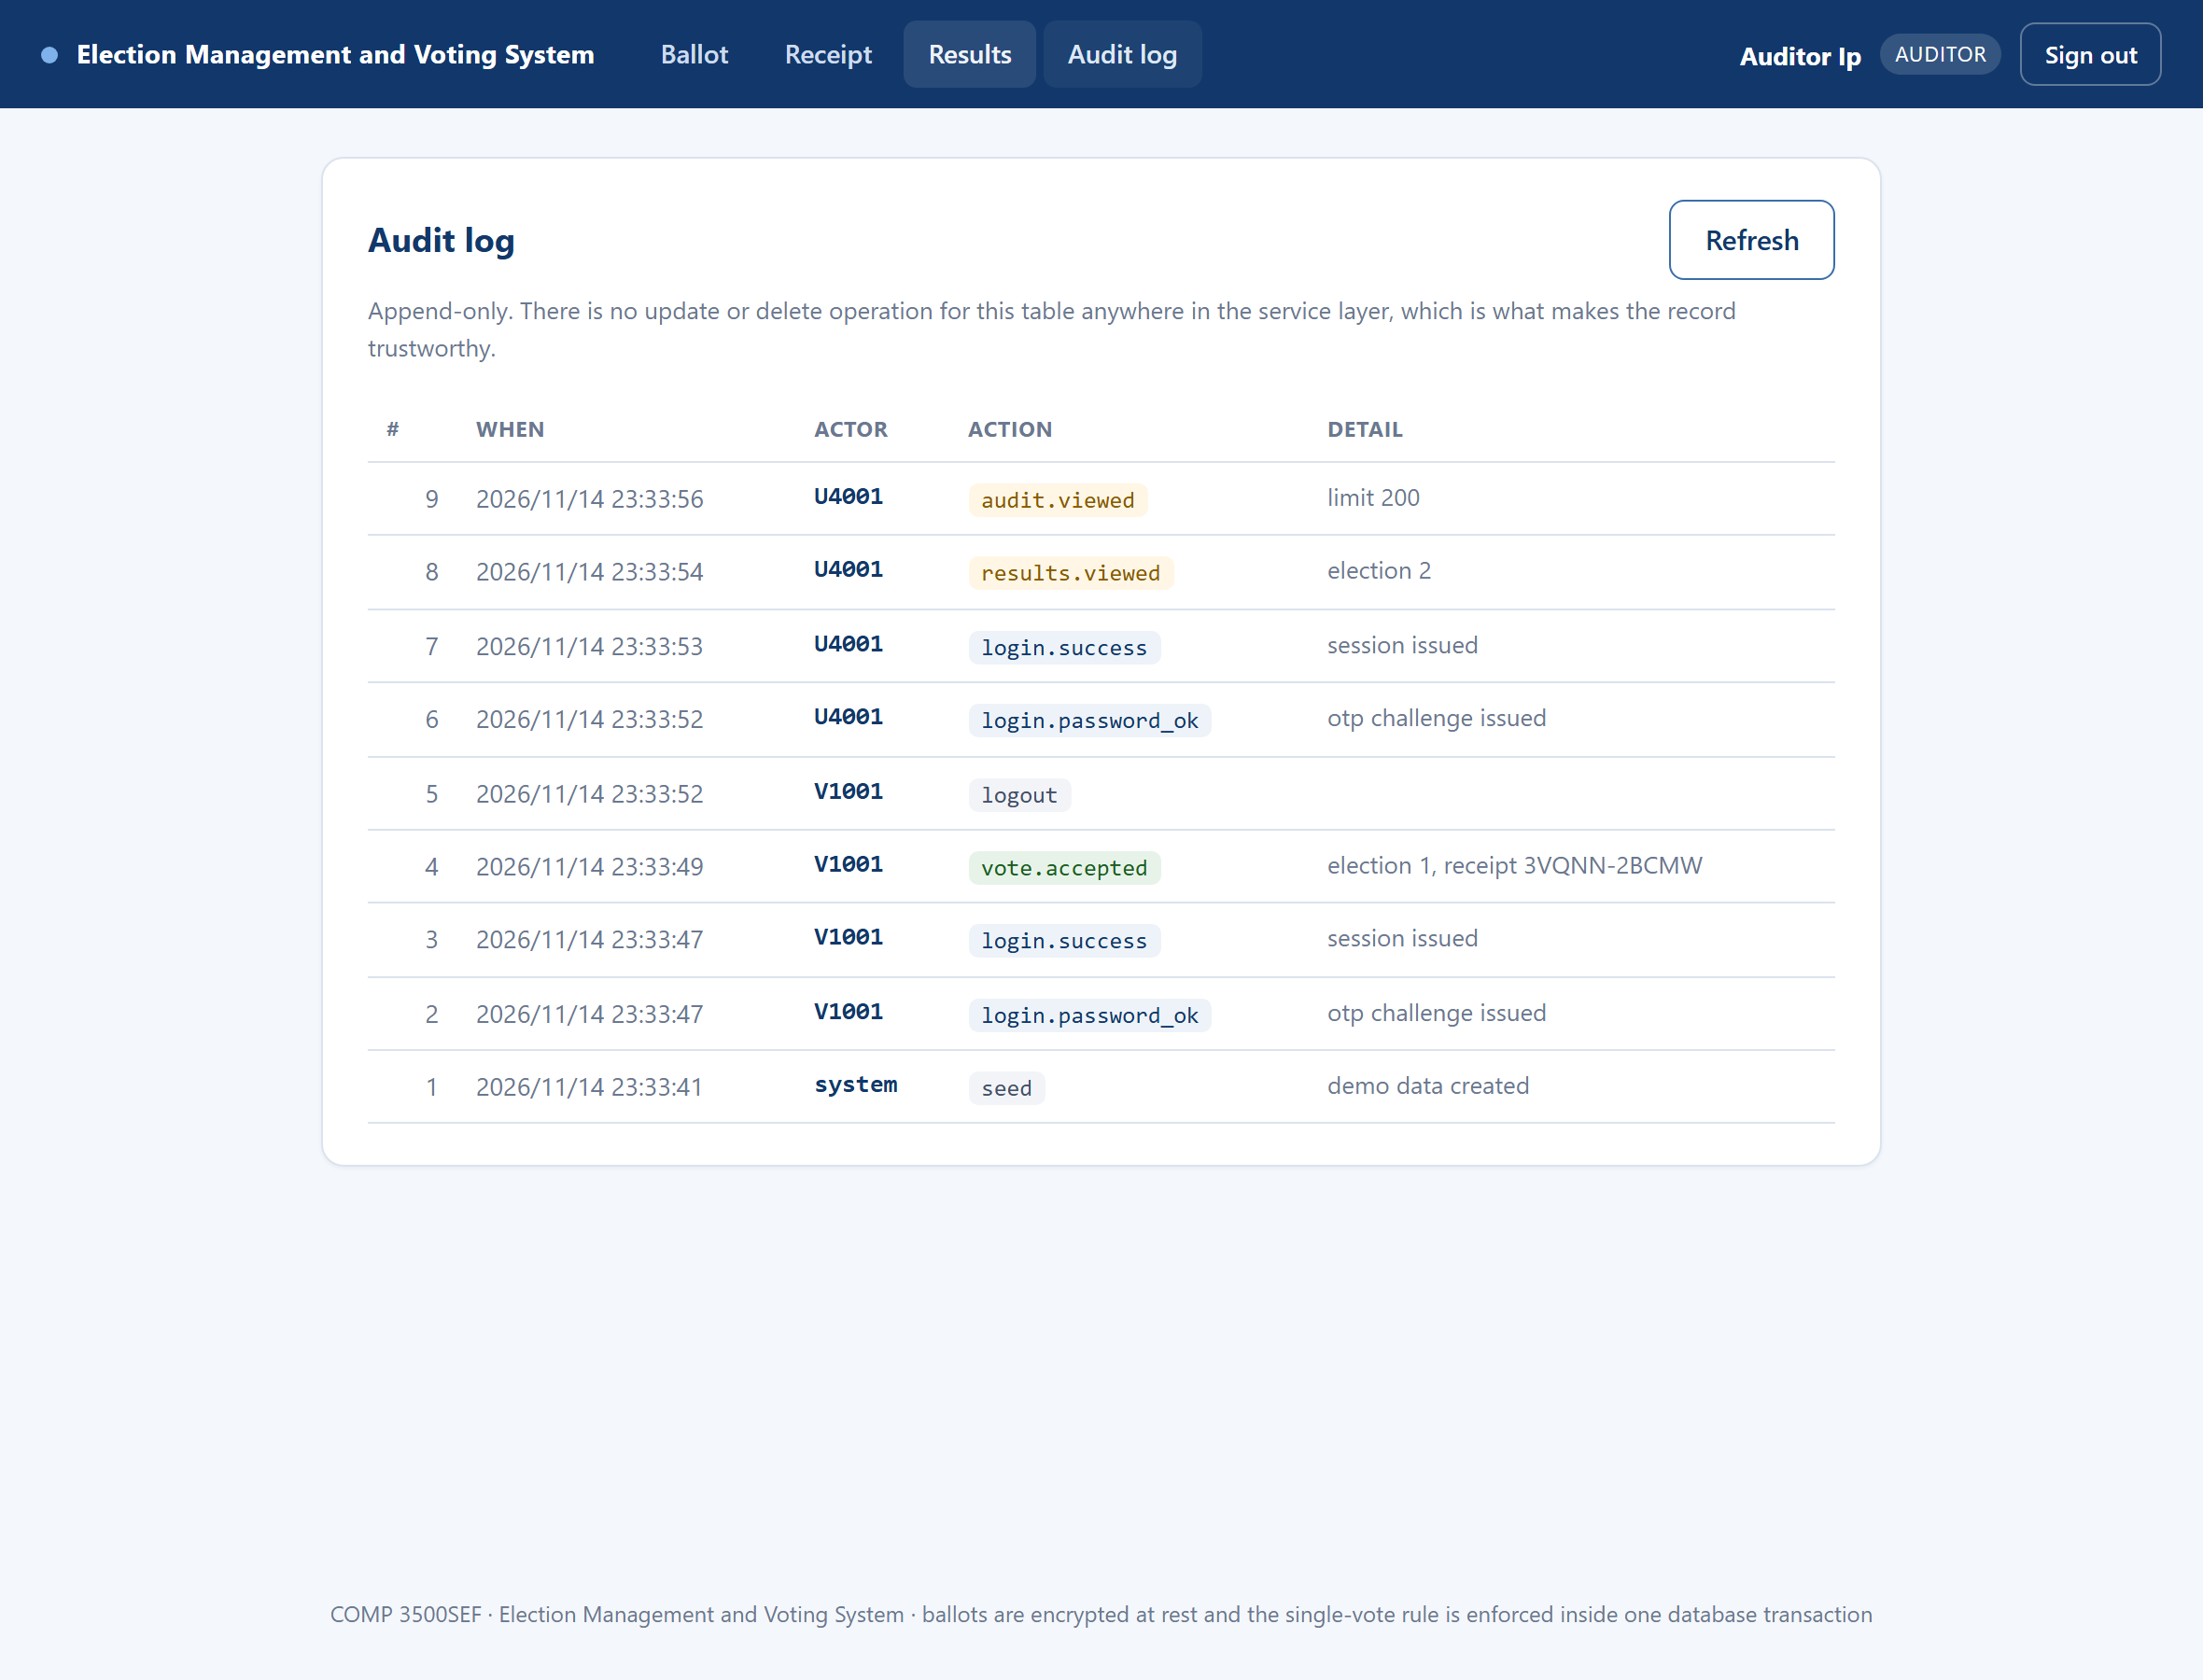 Election Management and Voting System Ballot Receipt Results Audit log Auditor Ip AUDITOR Sign out
Audit log Refresh
Append-only. There is no update or delete operation for this table anywhere in the service layer, which is what makes the record
trustworthy.
# WHEN ACTOR ACTION DETAIL
9 2026/11/14 23:33:56 U4001 audit.viewed limit 200
8 2026/11/14 23:33:54 U4001 results.viewed election 2
7 2026/11/14 23:33:53 U4001 login.success session issued
6 2026/11/14 23:33:52 U4001 login.password_ok otp challenge issued
5 2026/11/14 23:33:52 V1001 logout
4 2026/11/14 23:33:49 V1001 vote.accepted election 1, receipt 3VQNN-2BCMW
3 2026/11/14 23:33:47 V1001 login.success session issued
2 2026/11/14 23:33:47 V1001 login.password_ok otp challenge issued
1 2026/11/14 23:33:41 system seed demo data created
COMP 3500SEF · Election Management and Voting System · ballots are encrypted at rest and the single-vote rule is enforced inside one database transaction